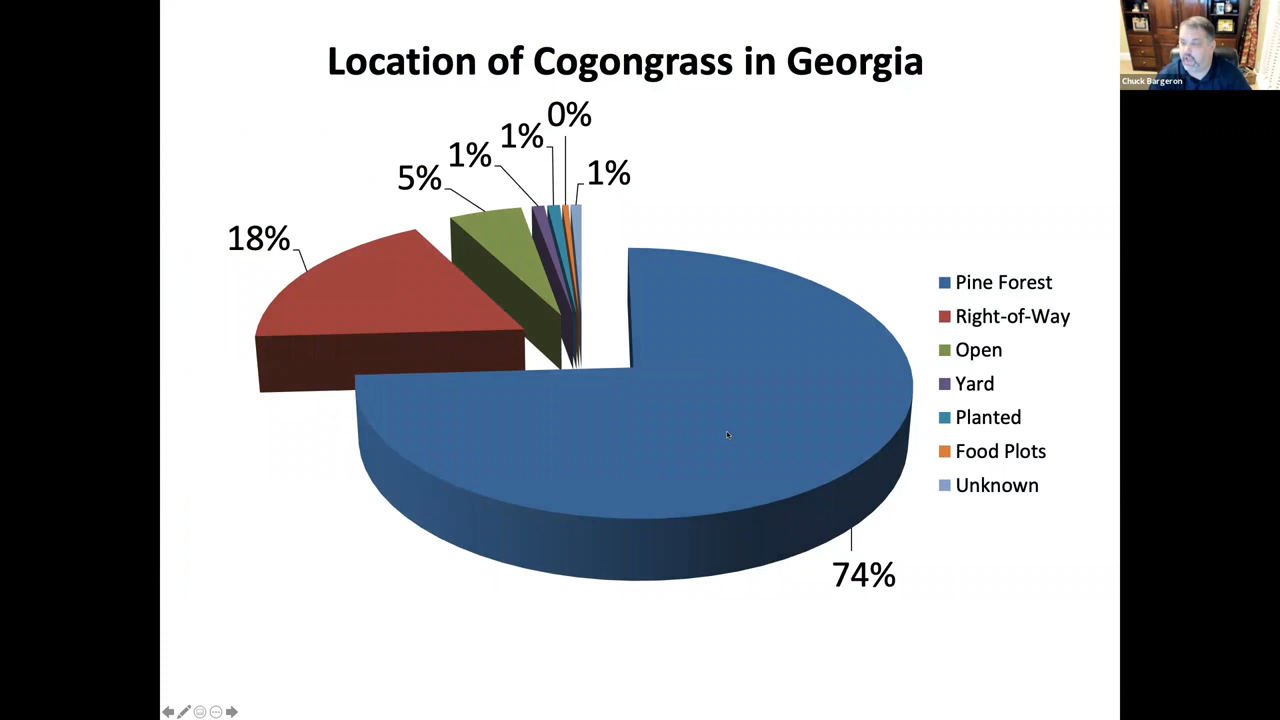 Location of Cogongrass in Georgia
Chuck Bargeron
0%
1%
1%
5%
1%
18%
74%
Pine Forest
Right-of-Way
Open
Yard
Planted
Food Plots
Unknown